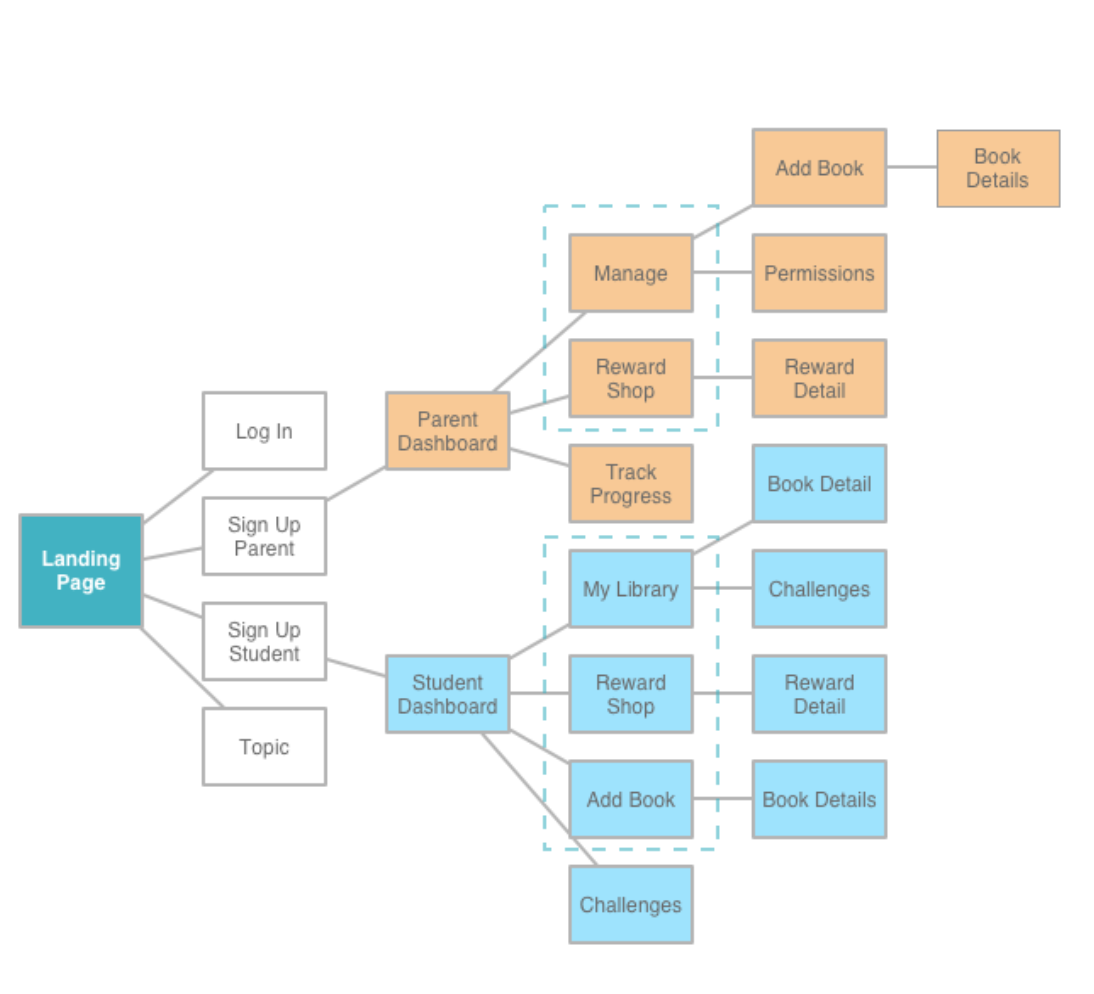 Add Book
Book
Details
Manage
Permissions
Reward
Shop
Reward
Detail
Log In
Parent
Dashboard
Track
Progress
Book Detail
Sign Up
Parent
Landing
Page
My Library
Challenges
Sign Up
Student
Student
Dashboard
Reward
Shop
Reward
Detail
Topic
Add Book
Book Details
Challenges